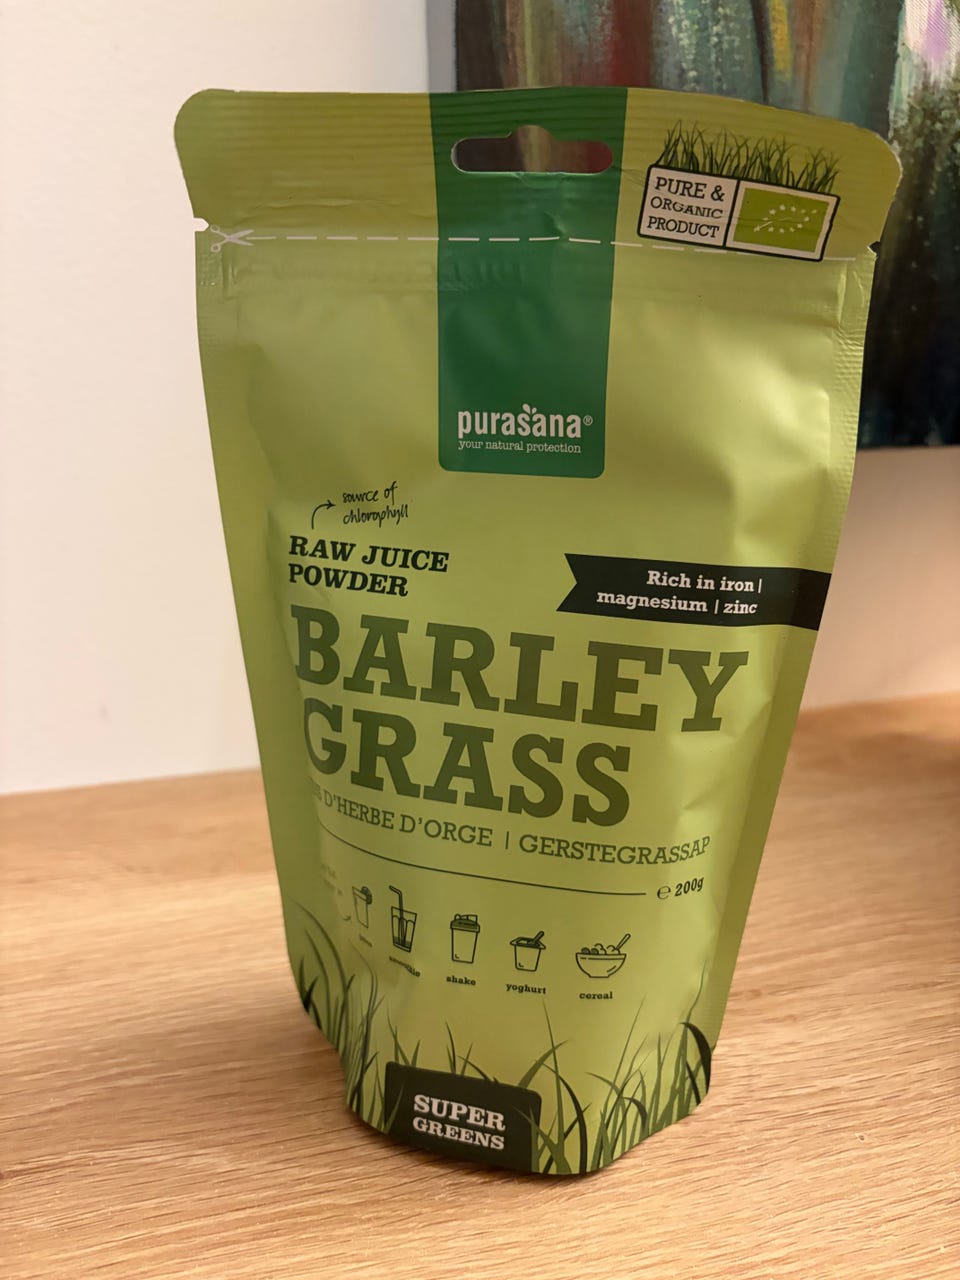 PURE &
ORGANIC
PRODUCT
purasana®
your natural protection
source of
chlorophyll
RAW JUICE
POWDER
Rich in iron |
magnesium | zinc
BARLEY
GRASS
D'HERBE D'ORGE | GERSTEGRASSAP
℮ 200g
smoothie
shake
yoghurt
cereal
SUPER
GREENS